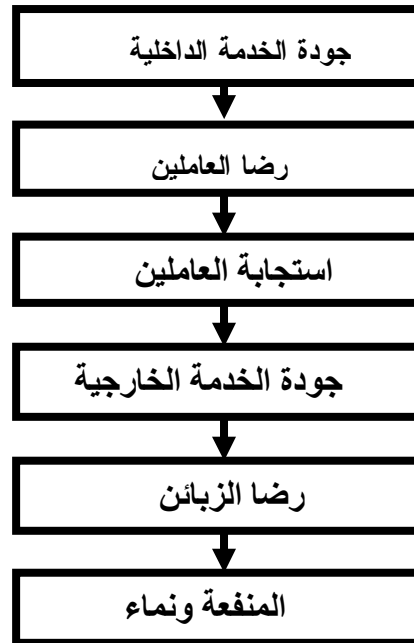 جودة الخدمة الداخلية
رضا العاملين
استجابة العاملين
جودة الخدمة الخارجية
رضا الزبائن
المنفعة ونماء